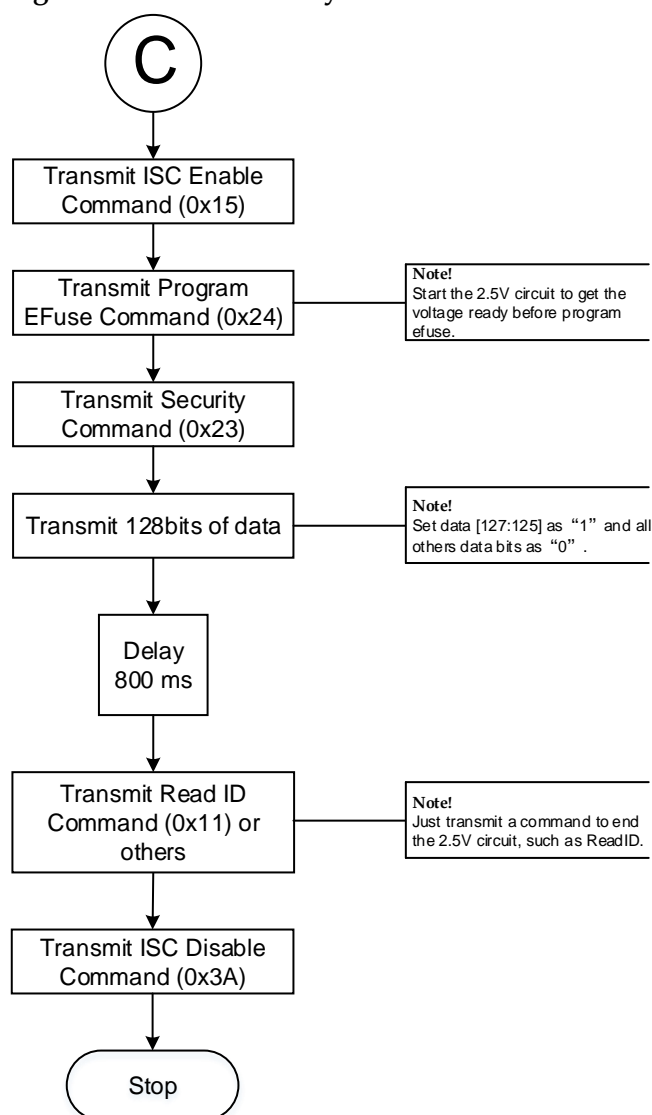 C
Transmit ISC Enable
Command (0x15)
Transmit Program
EFuse Command (0x24)
Note!
Start the 2.5V circuit to get the
voltage ready before program
efuse.
Transmit Security
Command (0x23)
Transmit 128bits of data
Note!
Set data [127:125] as “1” and all
others data bits as “0” .
Delay
800 ms
Transmit Read ID
Command (0x11) or
others
Note!
Just transmit a command to end
the 2.5V circuit, such as ReadID.
Transmit ISC Disable
Command (0x3A)
Stop